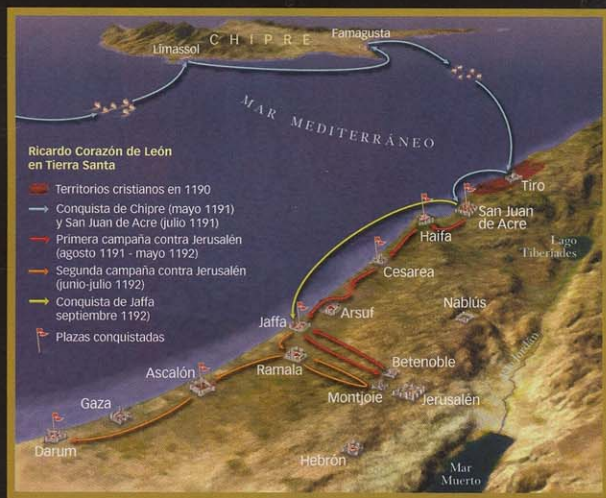 CHIPRE
Famagusta
Limassol
MAR MEDITERRÁNEO
Ricardo Corazón de León
en Tierra Santa
Territorios cristianos en 1190
Conquista de Chipre (mayo 1191)
y San Juan de Acre (julio 1191)
Primera campaña contra Jerusalén
(agosto 1191 - mayo 1192)
Segunda campaña contra Jerusalén
(junio-julio 1192)
Conquista de Jaffa
septiembre 1192)
Plazas conquistadas
Tiro
San Juan
de Acre
Haifa
Lago
Tiberíades
Cesarea
Nablús
Arsuf
Jaffa
Ramala
Betenoble
Montjoie
Jerusalén
Ascalón
Gaza
Darum
Hebrón
Mar
Muerto